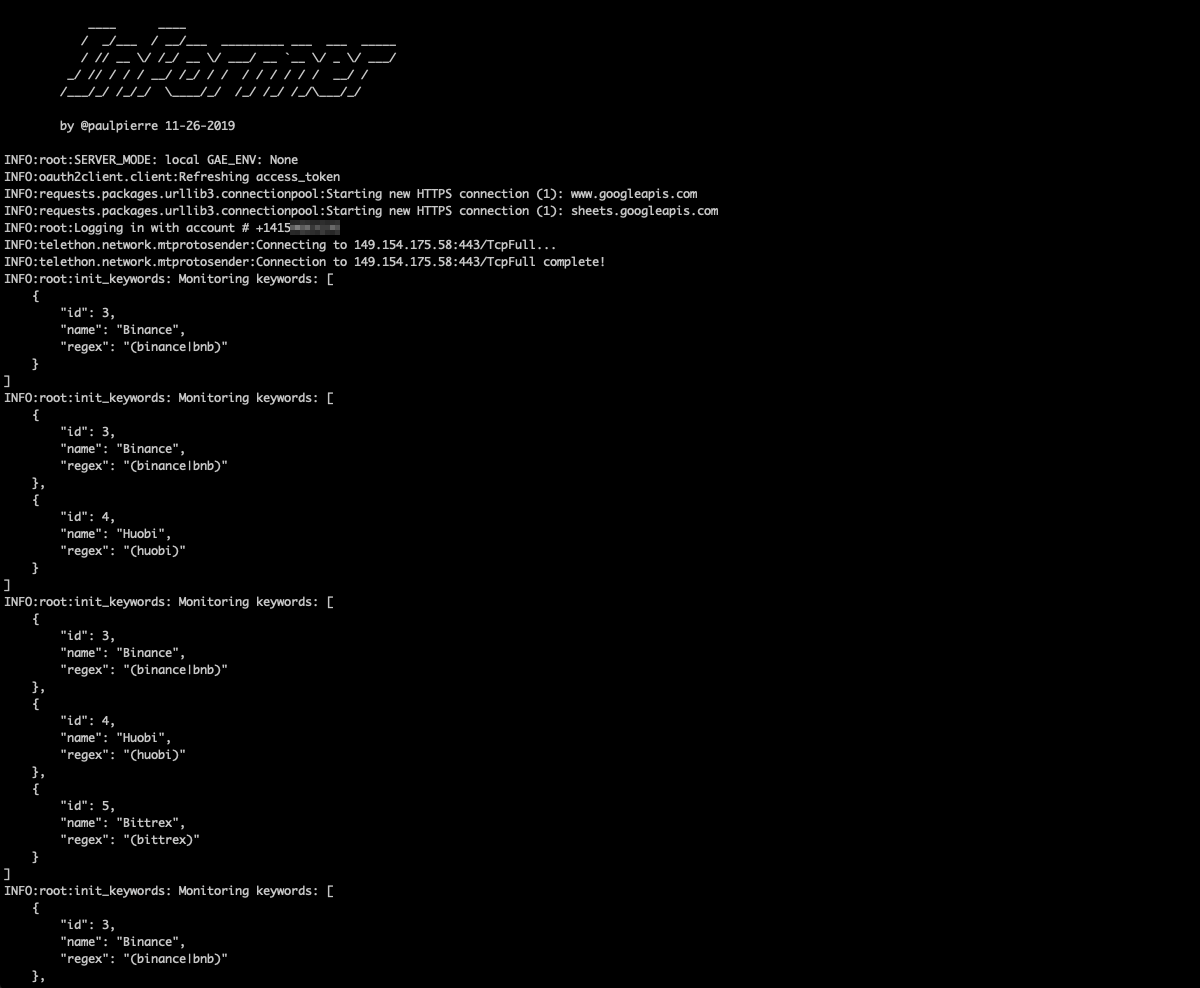 Informer
by @paulpierre 11-26-2019
INFO:root:SERVER_MODE: local GAE_ENV: None
INFO:oauth2client.client:Refreshing access_token
INFO:requests.packages.urllib3.connectionpool:Starting new HTTPS connection (1): www.googleapis.com
INFO:requests.packages.urllib3.connectionpool:Starting new HTTPS connection (1): sheets.googleapis.com
INFO:root:Logging in with account # +1415
INFO:telethon.network.mtprotosender:Connecting to 149.154.175.58:443/TcpFull...
INFO:telethon.network.mtprotosender:Connection to 149.154.175.58:443/TcpFull complete!
INFO:root:init_keywords: Monitoring keywords: [
    {
        "id": 3,
        "name": "Binance",
        "regex": "(binance|bnb)"
    }
]
INFO:root:init_keywords: Monitoring keywords: [
    {
        "id": 3,
        "name": "Binance",
        "regex": "(binance|bnb)"
    },
    {
        "id": 4,
        "name": "Huobi",
        "regex": "(huobi)"
    }
]
INFO:root:init_keywords: Monitoring keywords: [
    {
        "id": 3,
        "name": "Binance",
        "regex": "(binance|bnb)"
    },
    {
        "id": 4,
        "name": "Huobi",
        "regex": "(huobi)"
    },
    {
        "id": 5,
        "name": "Bittrex",
        "regex": "(bittrex)"
    }
]
INFO:root:init_keywords: Monitoring keywords: [
    {
        "id": 3,
        "name": "Binance",
        "regex": "(binance|bnb)"
    },